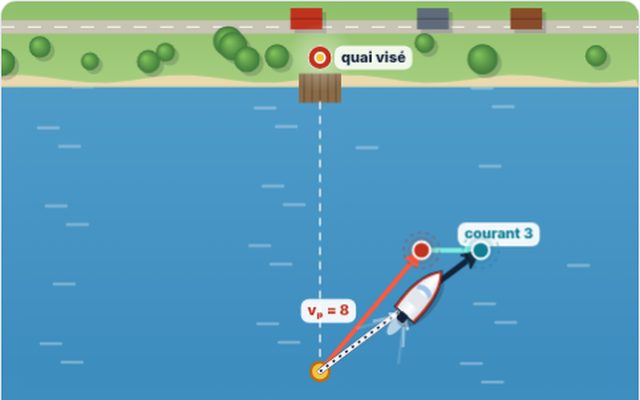 quai visé
courant 3
vₚ = 8